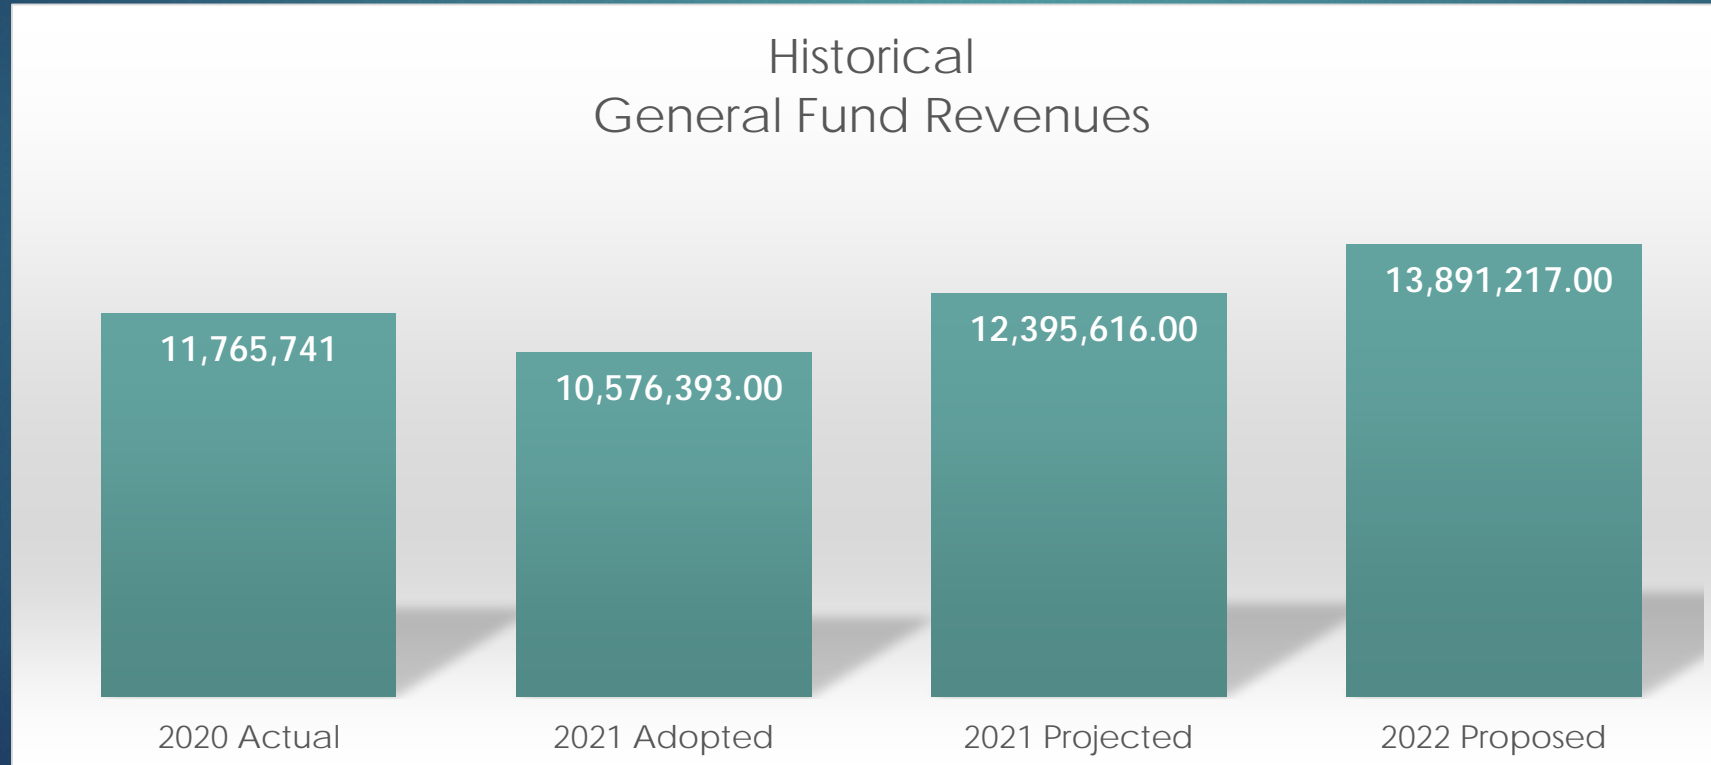 Historical
General Fund Revenues
11,765,741
10,576,393.00
12,395,616.00
13,891,217.00
2020 Actual
2021 Adopted
2021 Projected
2022 Proposed